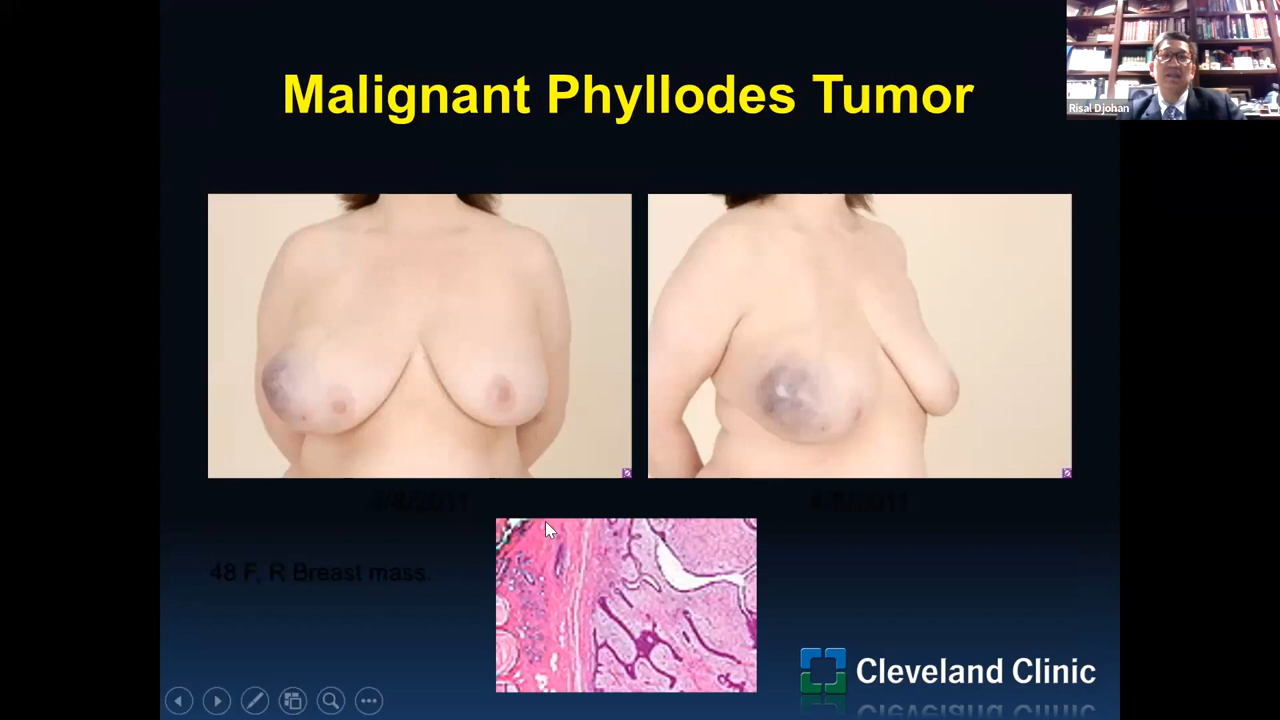 Malignant Phyllodes Tumor
Risal Djohan
48 F, R Breast mass.
Cleveland Clinic